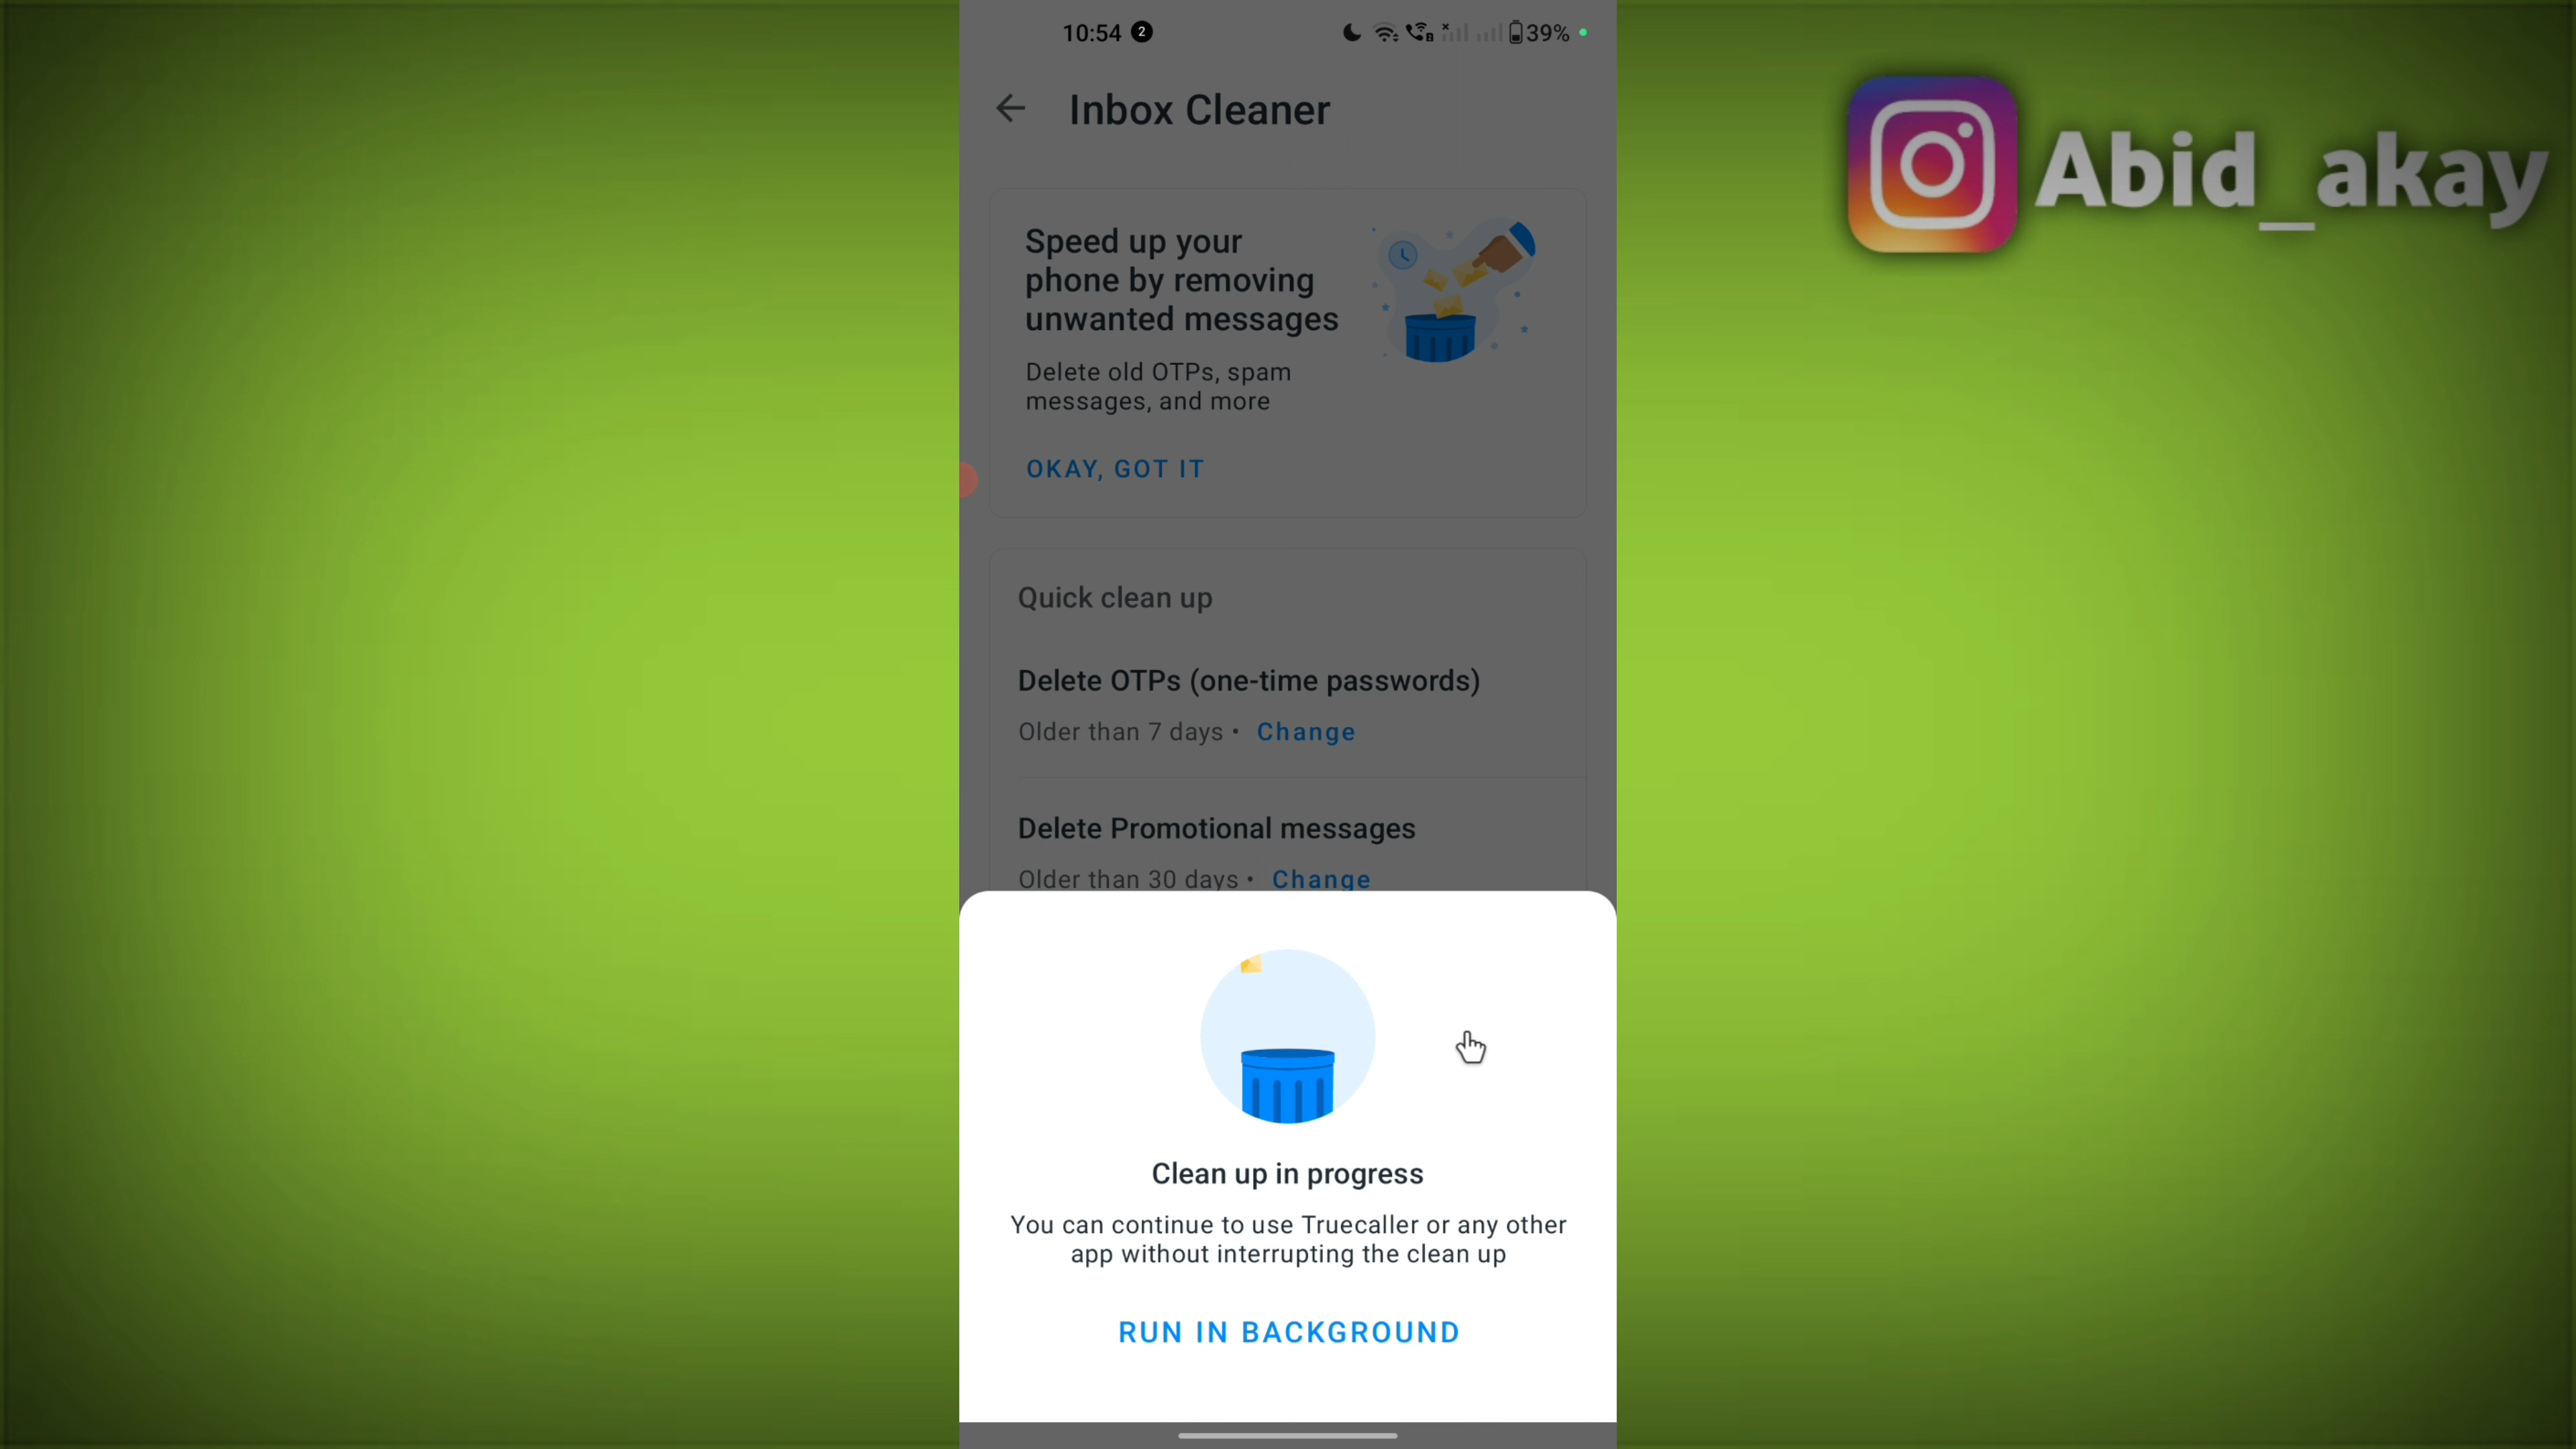 10:54 2
39%
Abid_akay
Inbox Cleaner
Speed up your
phone by removing
unwanted messages
Delete old OTPs, spam
messages, and more
OKAY, GOT IT
Quick clean up
Delete OTPs (one-time passwords)
Older than 7 days • Change
Delete Promotional messages
Older than 30 days • Change
Clean up in progress
You can continue to use Truecaller or any other
app without interrupting the clean up
RUN IN BACKGROUND